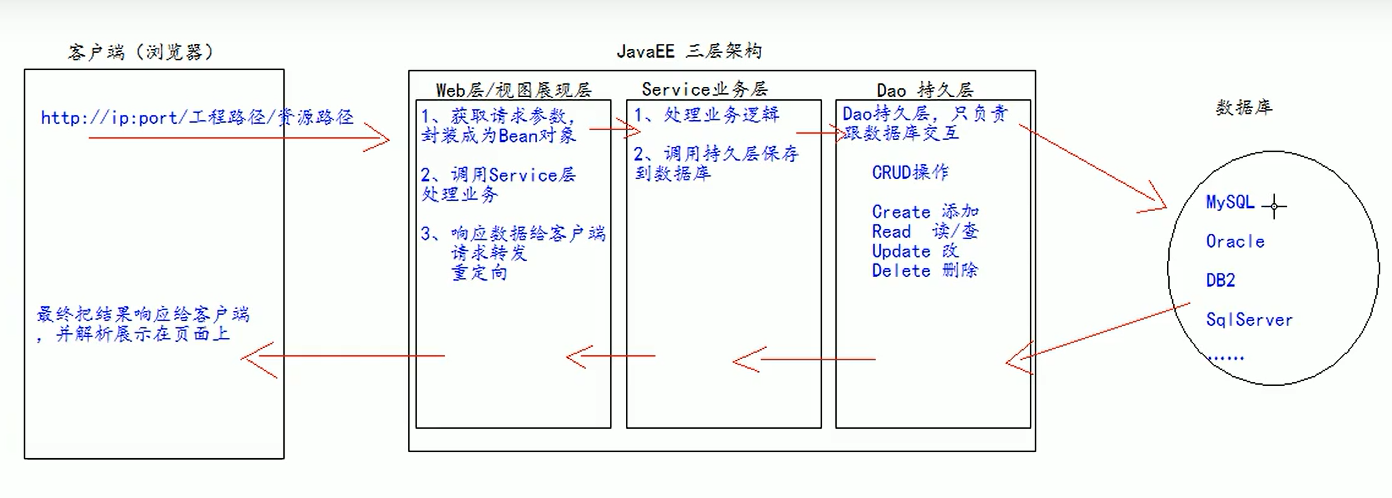 客户端（浏览器）
http://ip:port/工程路径/资源路径
最终把结果响应给客户端
，并解析展示在页面上
JavaEE 三层架构
Web层/视图展现层
1、获取请求参数，
封装成为Bean对象
2、调用Service层
处理业务
3、响应数据给客户端
请求转发
重定向
Service业务层
1、处理业务逻辑
2、调用持久层保存
到数据库
Dao 持久层
Dao持久层，只负责
跟数据库交互
CRUD操作
Create 添加
Read 读/查
Update 改
Delete 删除
数据库
MySQL
Oracle
DB2
SqlServer
......